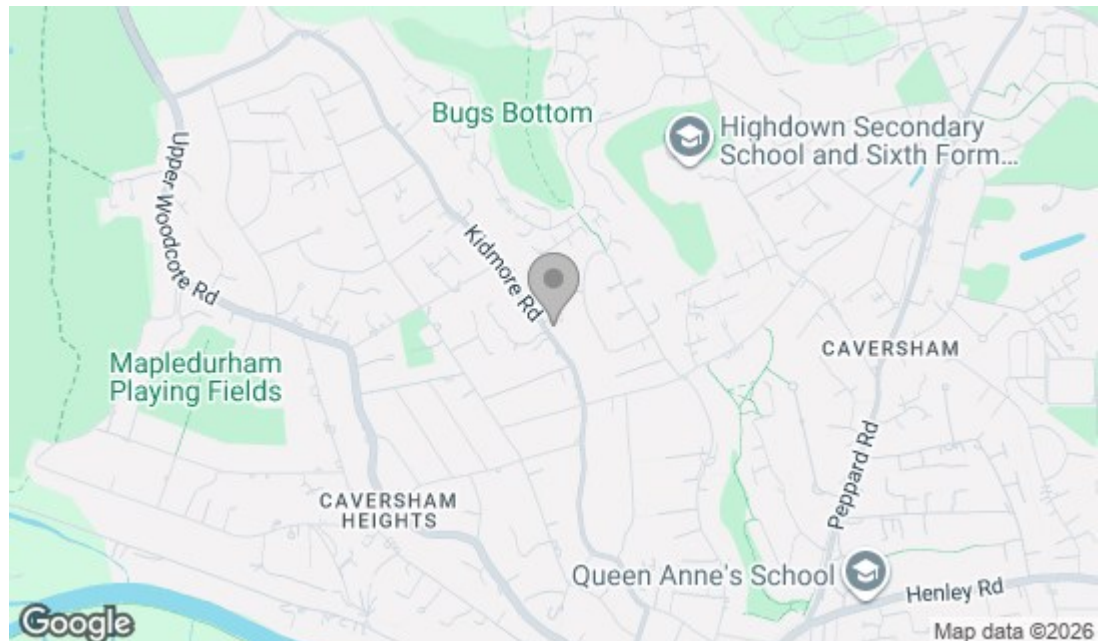 Bugs Bottom
Highdown Secondary
School and Sixth Form...
Upper Woodcote Rd
Kidmore Rd
Mapledurham
Playing Fields
CAVERSHAM
CAVERSHAM
HEIGHTS
Peppard Rd
Queen Anne's School
Henley Rd
Google
Map data ©2026